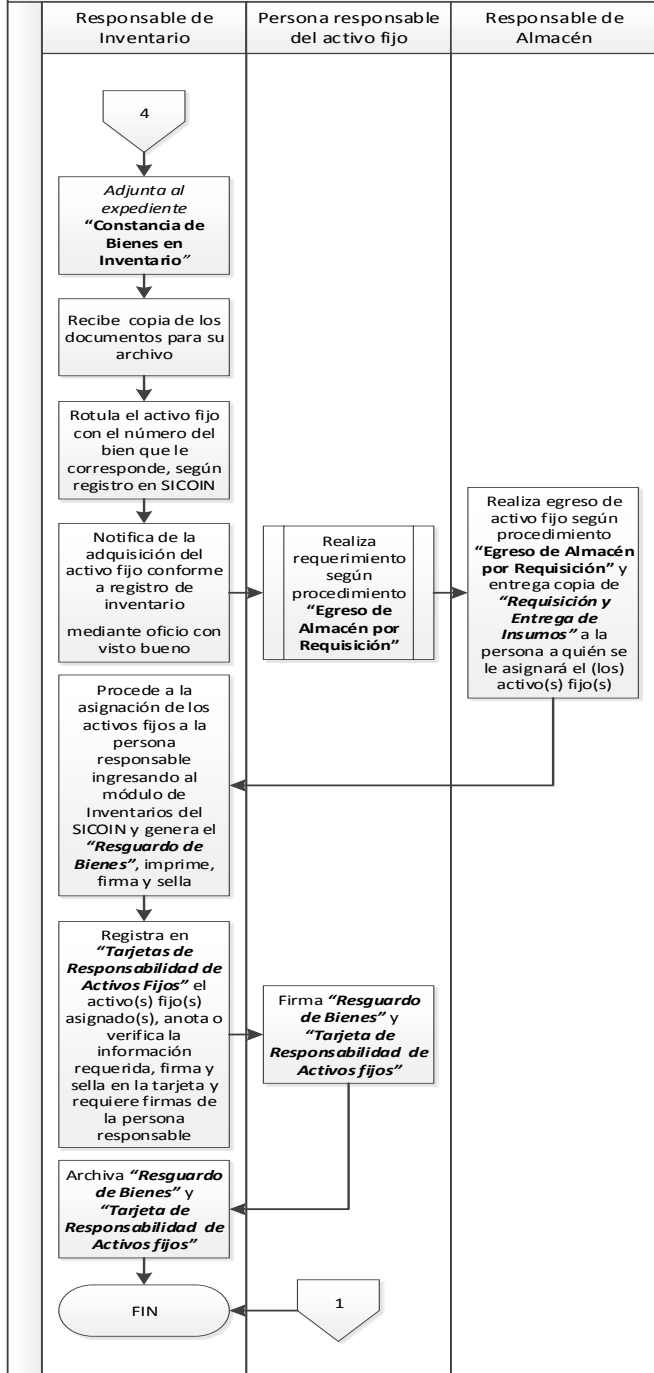 Responsable de
Inventario
Persona responsable
del activo fijo
Responsable de
Almacén
4
Adjunta al
expediente
“Constancia de
Bienes en
Inventario”
Recibe copia de los
documentos para su
archivo
Rotula el activo fijo
con el número del
bien que le
corresponde, según
registro en SICOIN
Notifica de la
adquisición del
activo fijo conforme
a registro de
inventario
mediante oficio con
visto bueno
Realiza
requerimiento
según
procedimiento
“Egreso de
Almacén por
Requisición”
Realiza egreso de
activo fijo según
procedimiento
“Egreso de Almacén
por Requisición” y
entrega copia de
“Requisición y
Entrega de
Insumos” a la
persona a quién se
le asignará el (los)
activo(s) fijo(s)
Procede a la
asignación de los
activos fijos a la
persona
responsable
ingresando al
módulo de
Inventarios del
SICOIN y genera el
“Resguardo de
Bienes”, imprime,
firma y sella
Registra en
“Tarjetas de
Responsabilidad de
Activos Fijos” el
activo(s) fijo(s)
asignado(s), anota o
verifica la
información
requerida, firma y
sella en la tarjeta y
requiere firmas de
la persona
responsable
Firma “Resguardo
de Bienes” y
“Tarjeta de
Responsabilidad de
Activos fijos”
Archiva “Resguardo
de Bienes” y
“Tarjeta de
Responsabilidad de
Activos fijos”
FIN
1